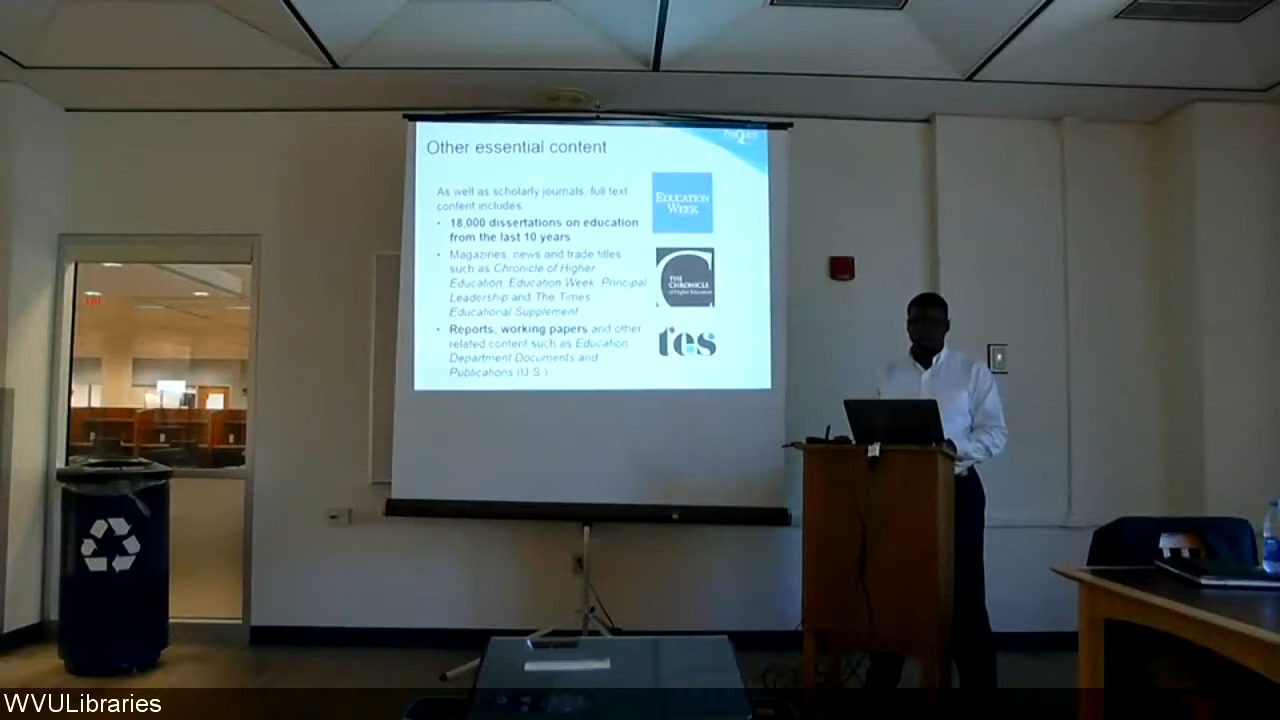 Other essential content
As well as scholarly journals, full text
content includes
• 18,000 dissertations on education
from the last 10 years
• Magazines, news and trade titles
such as Chronicle of Higher
Education, Education Week, Principal
Leadership and The Times
Educational Supplement
• Reports, working papers and other
related content such as Education
Department Documents and
Publications (U.S.)
EDUCATION
WEEK
THE
CHRONICLE
of Higher Education
tes
WVULibraries